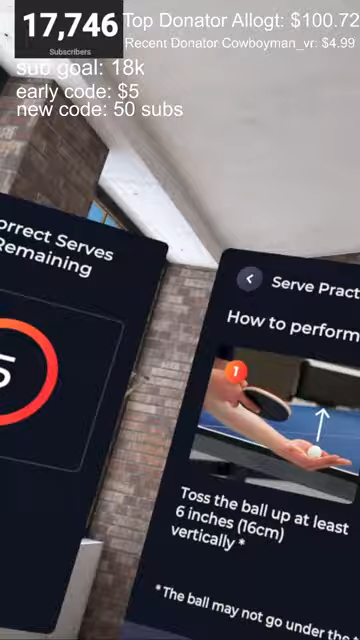 17,746
Subscribers
Top Donator Allogt: $100.72
Recent Donator Cowboyman_vr: $4.99
sub goal: 18k
early code: $5
new code: 50 subs
orrect Serves
Remaining
5
Serve Pract
How to perform
1
Toss the ball up at least
6 inches (16cm)
vertically *
*The ball may not go under the